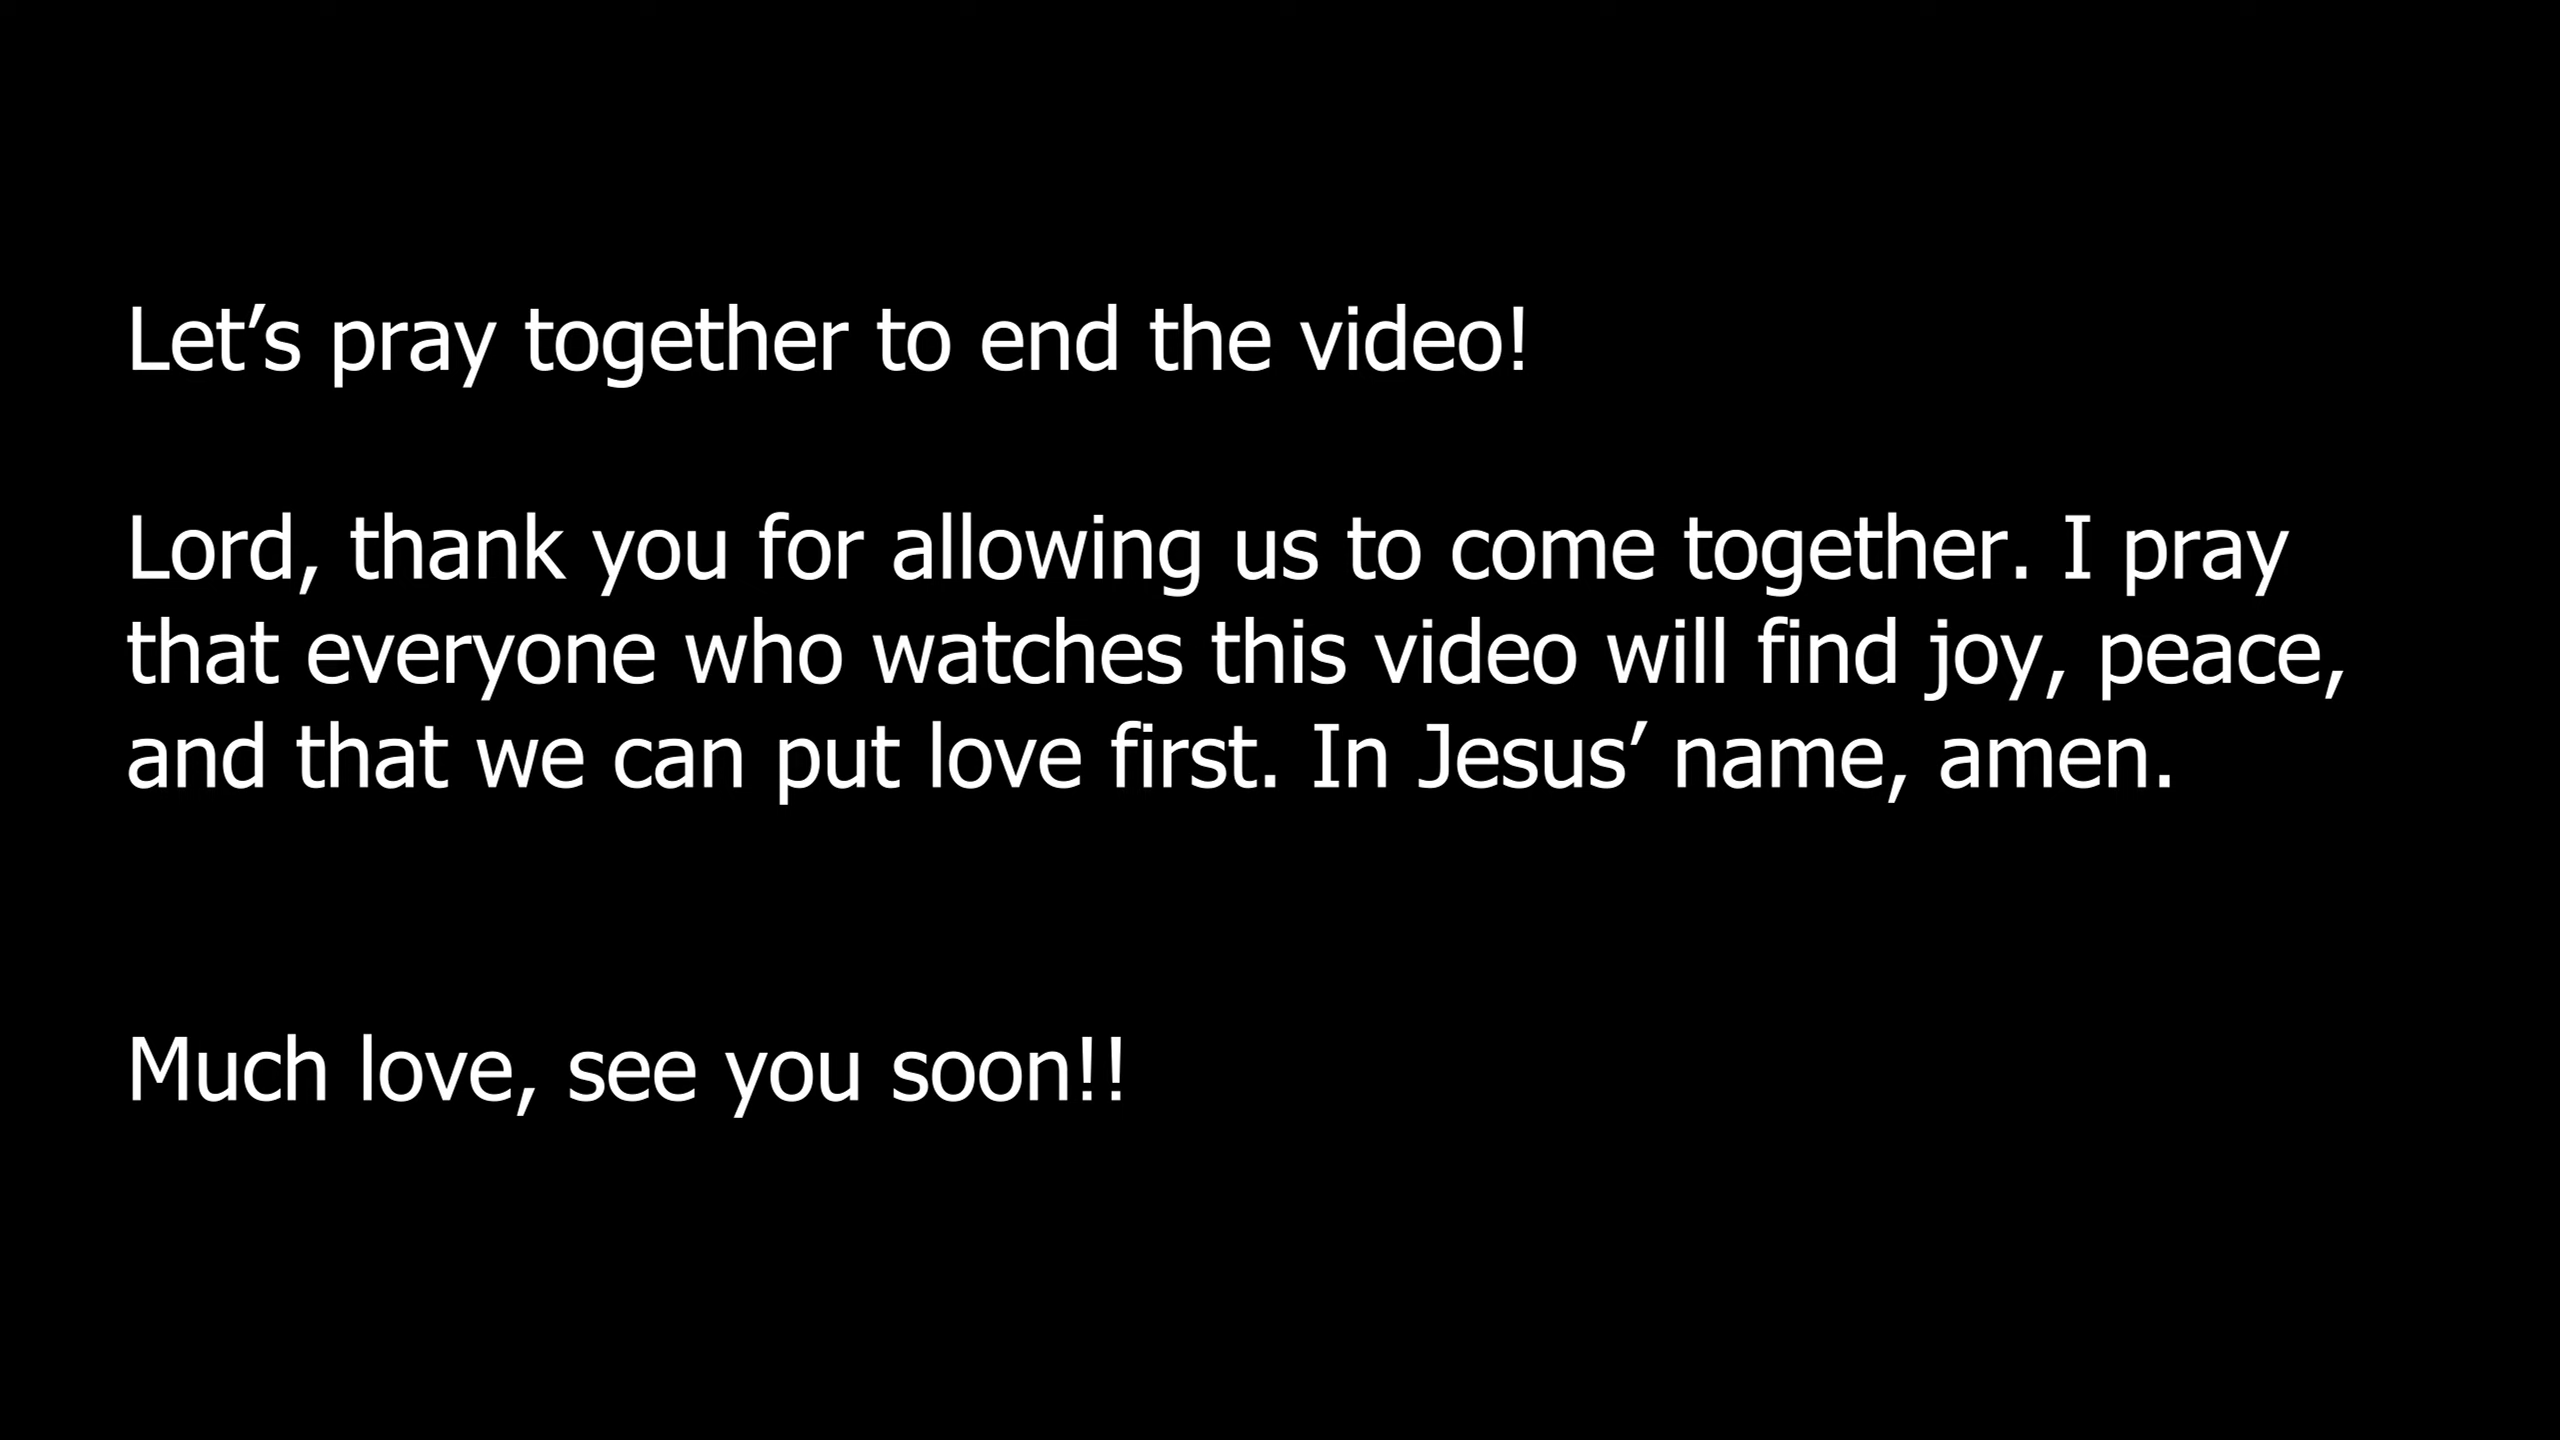 Let’s pray together to end the video!
Lord, thank you for allowing us to come together. I pray
that everyone who watches this video will find joy, peace,
and that we can put love first. In Jesus’ name, amen.
Much love, see you soon!!